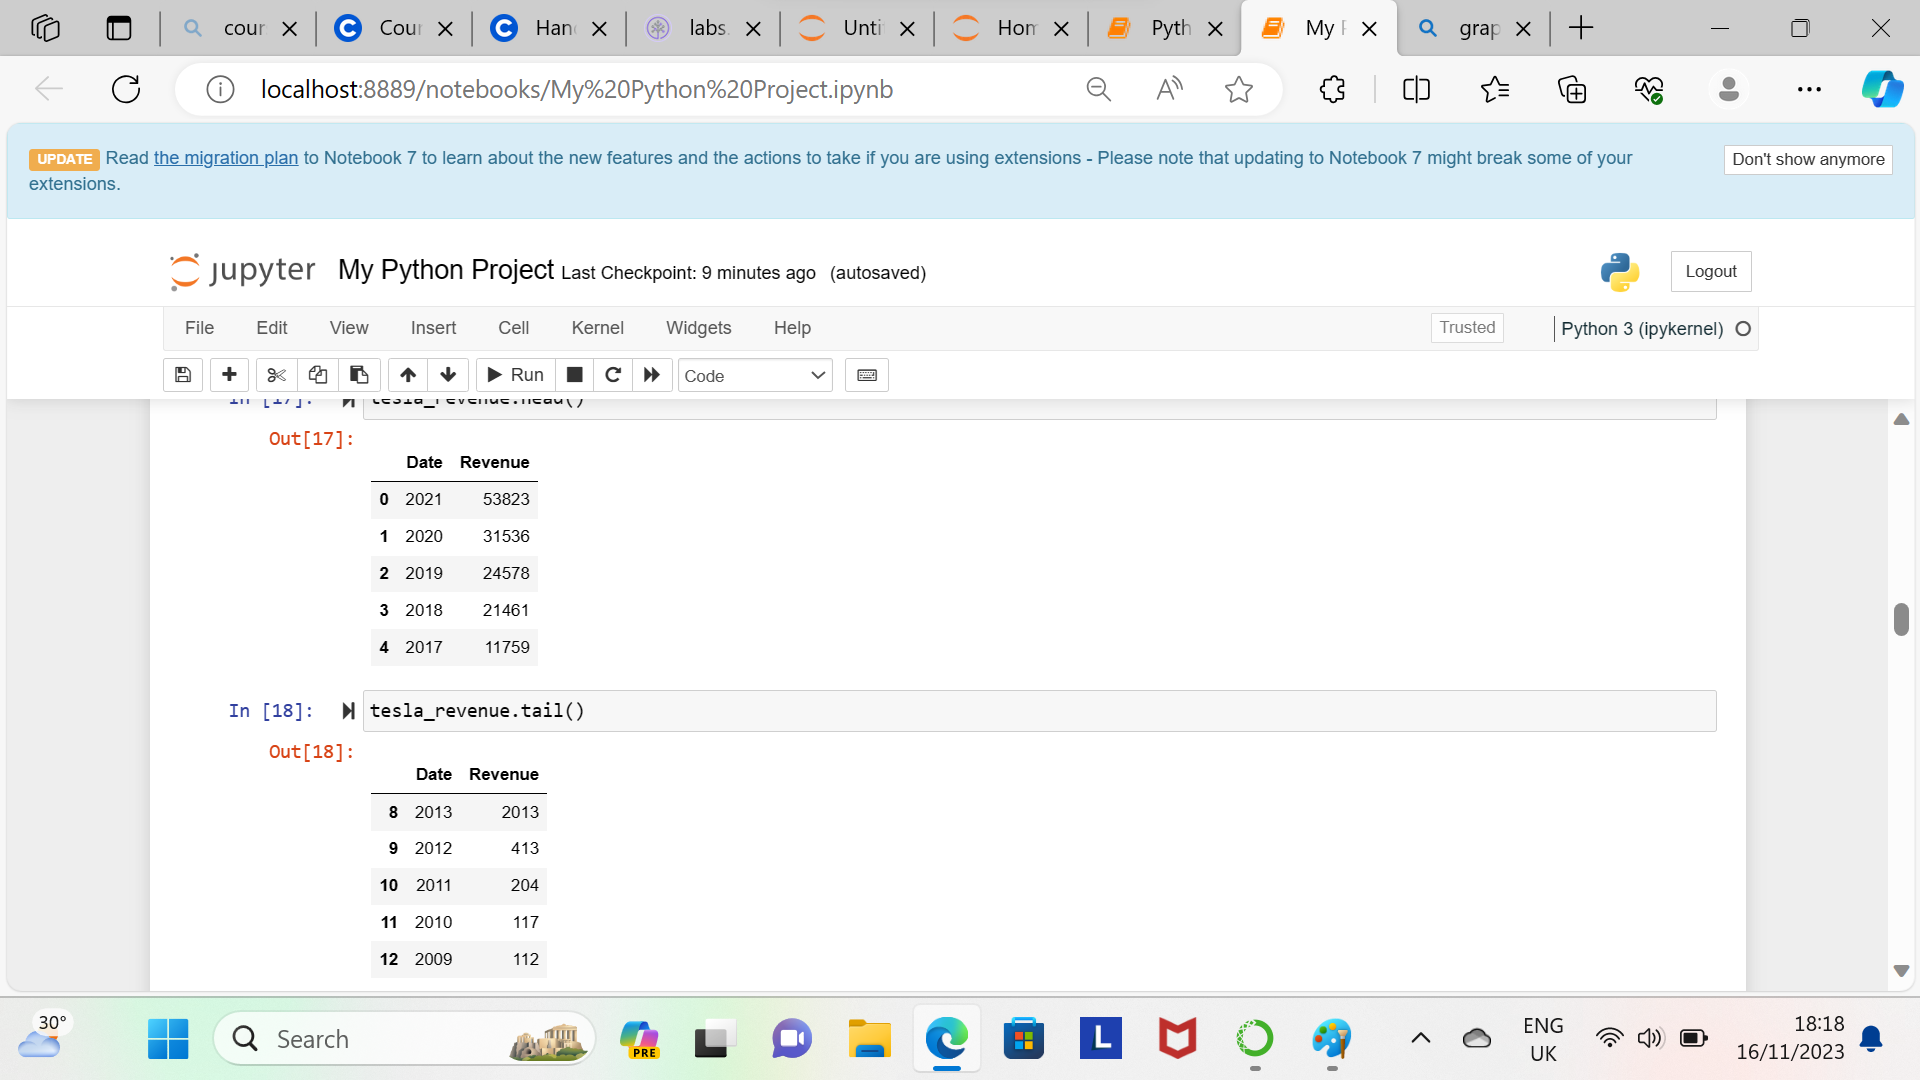 cour
Cour
Han
labs.
Unti
Hom
Pyth
My
grap
localhost:8889/notebooks/My%20Python%20Project.ipynb
UPDATE Read the migration plan to Notebook 7 to learn about the new features and the actions to take if you are using extensions - Please note that updating to Notebook 7 might break some of your
extensions.
Don't show anymore
jupyter My Python Project Last Checkpoint: 9 minutes ago (autosaved)
Logout
File Edit View Insert Cell Kernel Widgets Help
Trusted Python 3 (ipykernel)
Run Code
In [17]: tesla_revenue.head()
Out[17]:
Date Revenue
0 2021 53823
1 2020 31536
2 2019 24578
3 2018 21461
4 2017 11759
In [18]: tesla_revenue.tail()
Out[18]:
Date Revenue
8 2013 2013
9 2012 413
10 2011 204
11 2010 117
12 2009 112
30°
Search
PRE
L
ENG
UK
18:18
16/11/2023